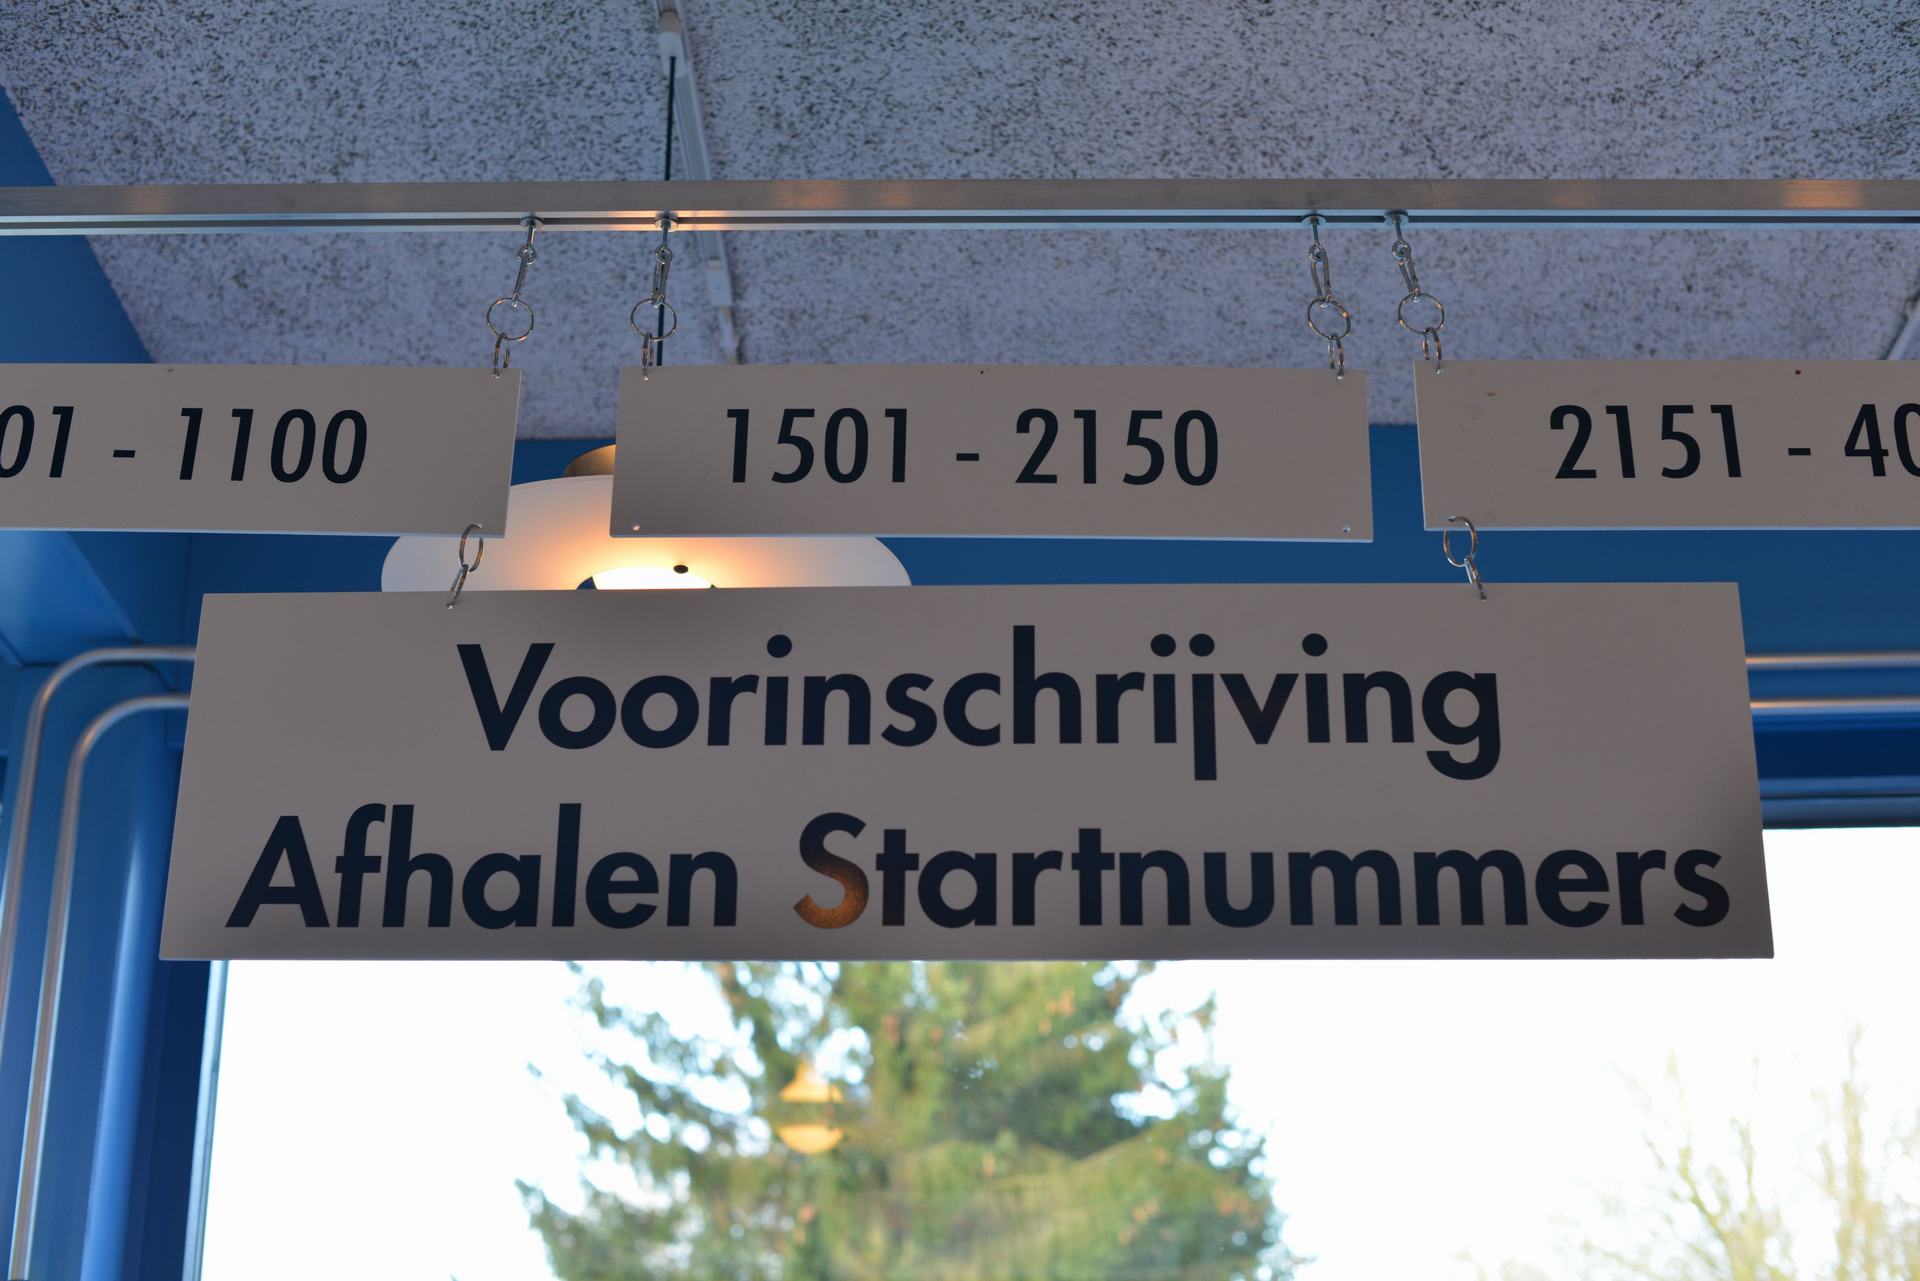 01 - 1100
1501 - 2150
2151 - 40
Voorinschrijving
Afhalen Startnummers